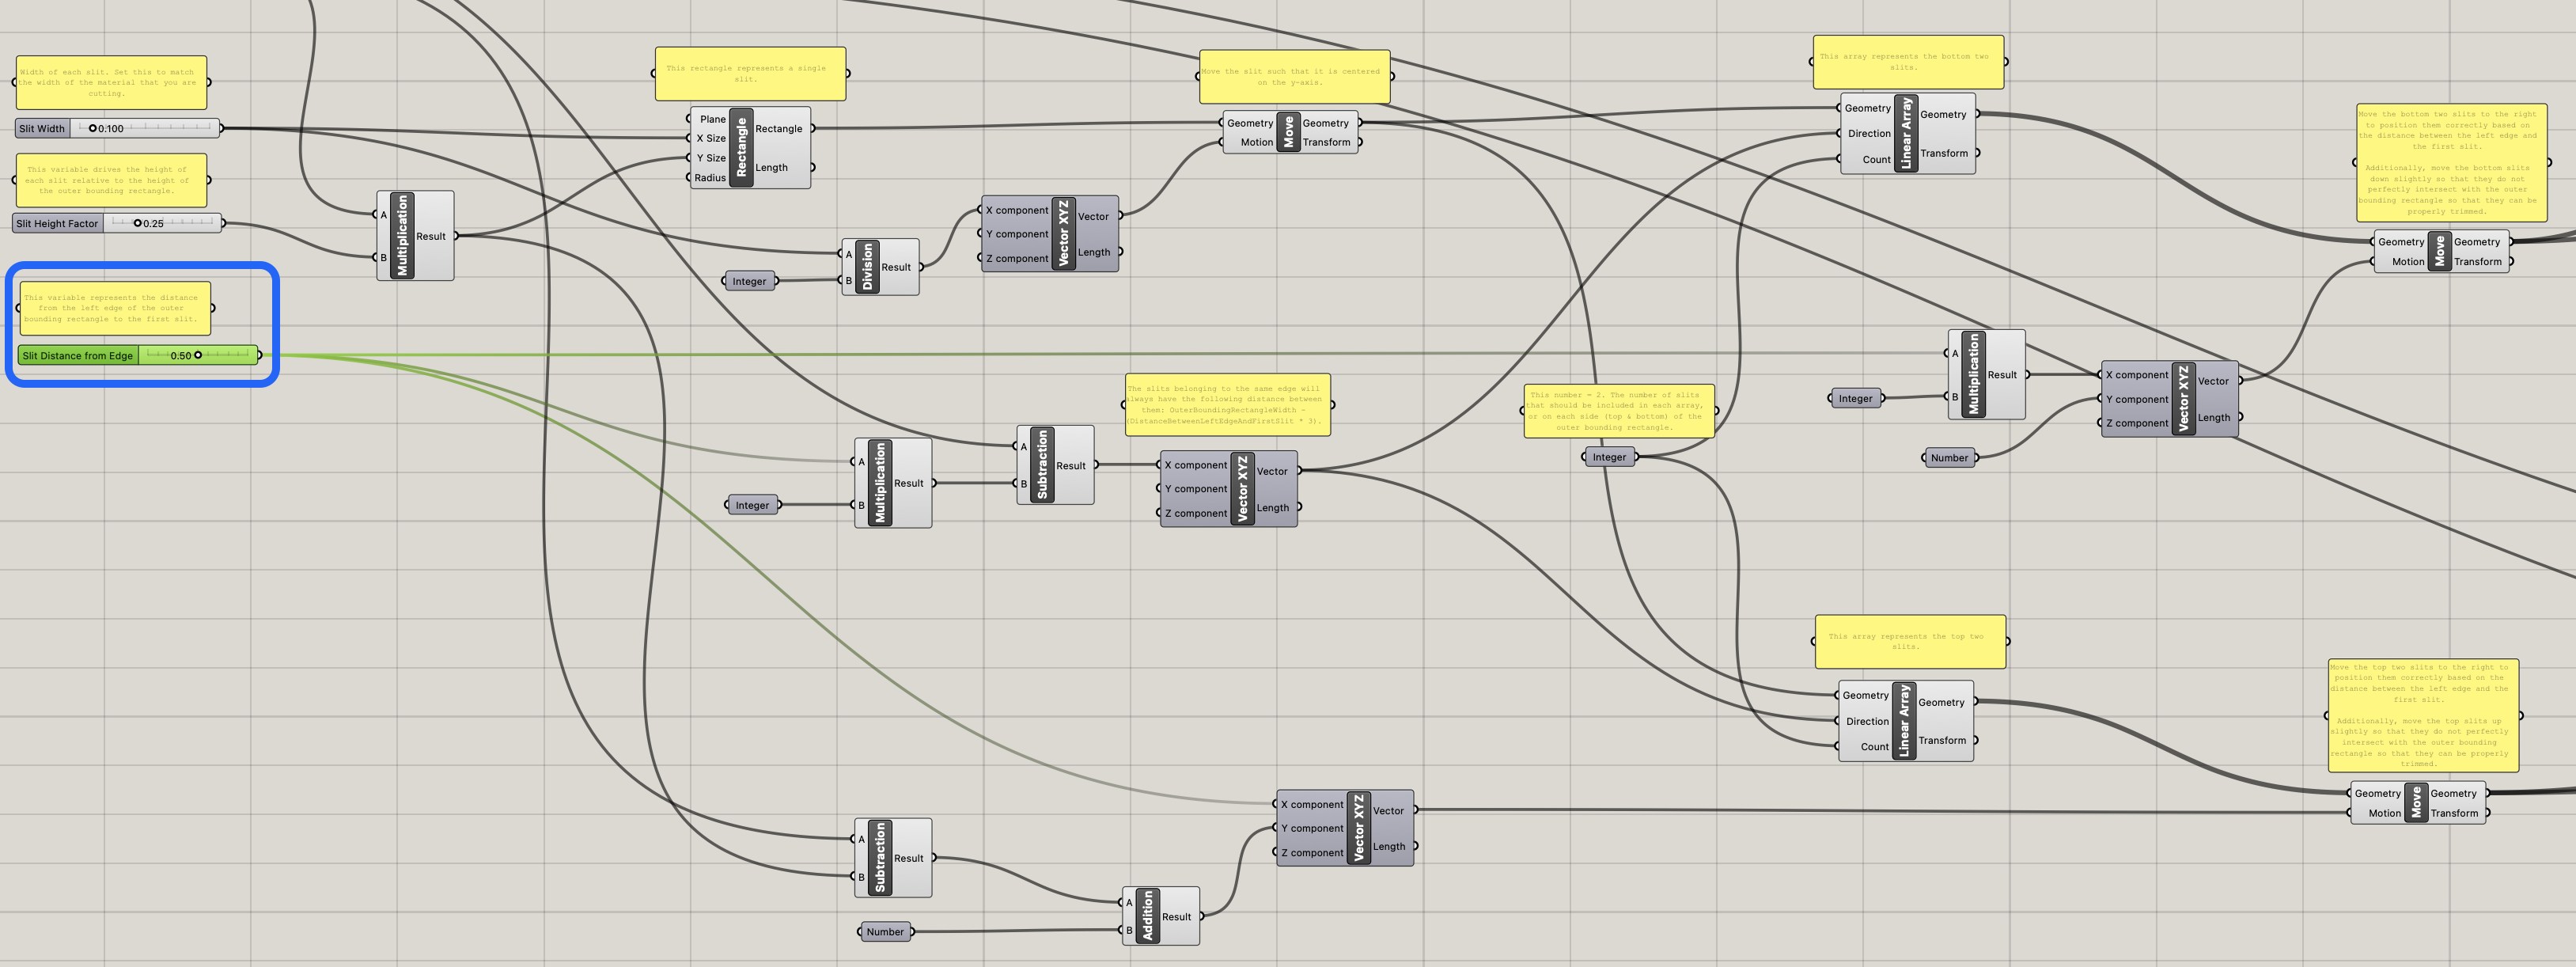 Width of each slit. Set this to match
the width of the material that you are
cutting.
Slit Width
0.100
This variable drives the height of
each slit relative to the height of
the outer bounding rectangle.
Slit Height Factor
0.25
This variable represents the distance
from the left edge of the outer
bounding rectangle to the first slit.
Slit Distance from Edge
0.50
A
B
Multiplication
Result
This rectangle represents a single
slit.
Plane
X Size
Y Size
Radius
Rectangle
Rectangle
Length
Integer
A
B
Division
Result
X component
Y component
Z component
Vector XYZ
Vector
Length
Move the slit such that it is centered
on the y-axis.
Geometry
Motion
Move
Geometry
Transform
This array represents the bottom two
slits.
Geometry
Direction
Count
Linear Array
Geometry
Transform
Move the bottom two slits to the right
to position them correctly based on
the distance between the left edge and
the first slit.
Additionally, move the bottom slits
down slightly so that they do not
perfectly intersect with the outer
bounding rectangle so that they can be
properly trimmed.
Geometry
Motion
Move
Geometry
Transform
Integer
A
B
Multiplication
Result
A
B
Subtraction
Result
The slits belonging to the same edge will
always have the following distance between
them: OuterBoundingRectangleWidth -
(DistanceBetweenLeftEdgeAndFirstSlit * 3).
X component
Y component
Z component
Vector XYZ
Vector
Length
This number = 2. The number of slits
that should be included in each array,
or on each side (top & bottom) of the
outer bounding rectangle.
Integer
Integer
A
B
Multiplication
Result
Number
X component
Y component
Z component
Vector XYZ
Vector
Length
This array represents the top two
slits.
Geometry
Direction
Count
Linear Array
Geometry
Transform
Move the top two slits to the right to
position them correctly based on the
distance between the left edge and the
first slit.
Additionally, move the top slits up
slightly so that they do not perfectly
intersect with the outer bounding
rectangle so that they can be properly
trimmed.
Geometry
Motion
Move
Geometry
Transform
A
B
Subtraction
Result
Number
A
B
Addition
Result
X component
Y component
Z component
Vector XYZ
Vector
Length